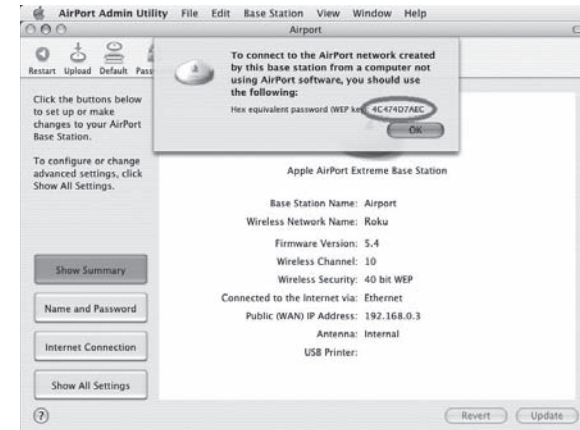 AirPort Admin Utility File Edit Base Station View Window Help
Airport
Restart Upload Default Pass
To connect to the AirPort network created
by this base station from a computer not
using AirPort software, you should use
the following:
Hex equivalent password (WEP key 4C474D7AEC
OK
Click the buttons below
to set up or make
changes to your AirPort
Base Station.
To configure or change
advanced settings, click
Show All Settings.
Show Summary
Name and Password
Internet Connection
Show All Settings
Apple AirPort Extreme Base Station
Base Station Name: Airport
Wireless Network Name: Roku
Firmware Version: 5.4
Wireless Channel: 10
Wireless Security: 40 bit WEP
Connected to the Internet via: Ethernet
Public (WAN) IP Address: 192.168.0.3
Antenna: Internal
USB Printer:
?
Revert Update